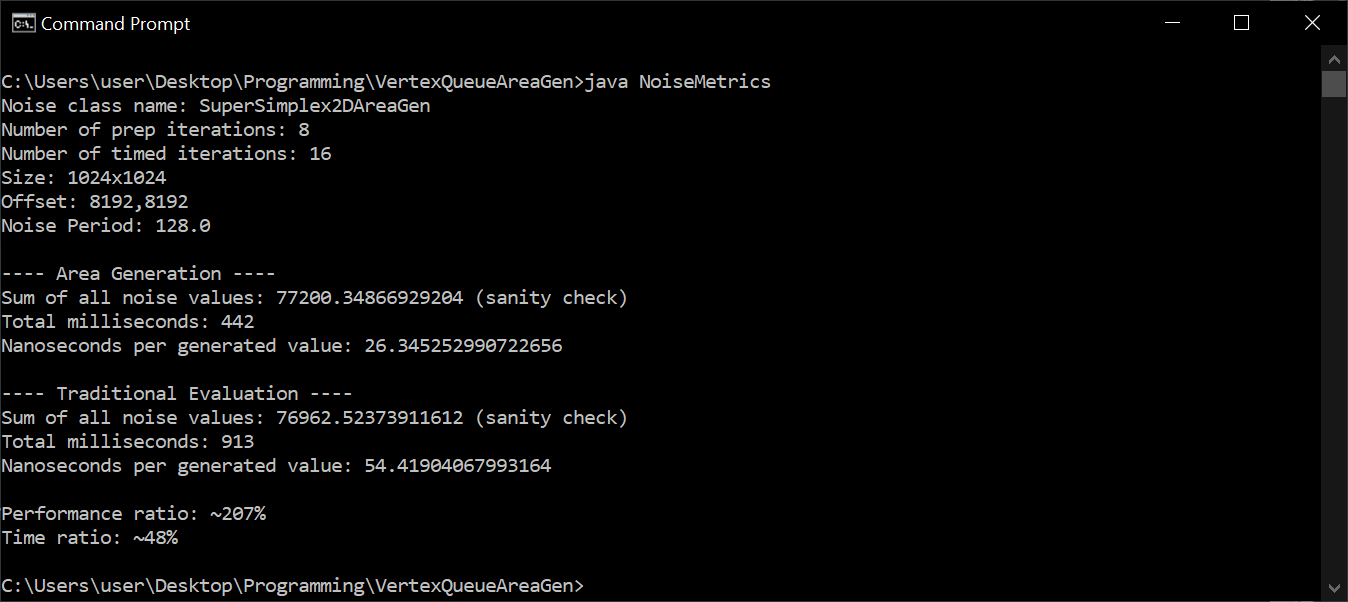 Command Prompt
C:\Users\user\Desktop\Programming\VertexQueueAreaGen>java NoiseMetrics
Noise class name: SuperSimplex2DAreaGen
Number of prep iterations: 8
Number of timed iterations: 16
Size: 1024x1024
Offset: 8192,8192
Noise Period: 128.0
---- Area Generation ----
Sum of all noise values: 77200.34866929204 (sanity check)
Total milliseconds: 442
Nanoseconds per generated value: 26.345252990722656
---- Traditional Evaluation ----
Sum of all noise values: 76962.52373911612 (sanity check)
Total milliseconds: 913
Nanoseconds per generated value: 54.41904067993164
Performance ratio: ~207%
Time ratio: ~48%
C:\Users\user\Desktop\Programming\VertexQueueAreaGen>